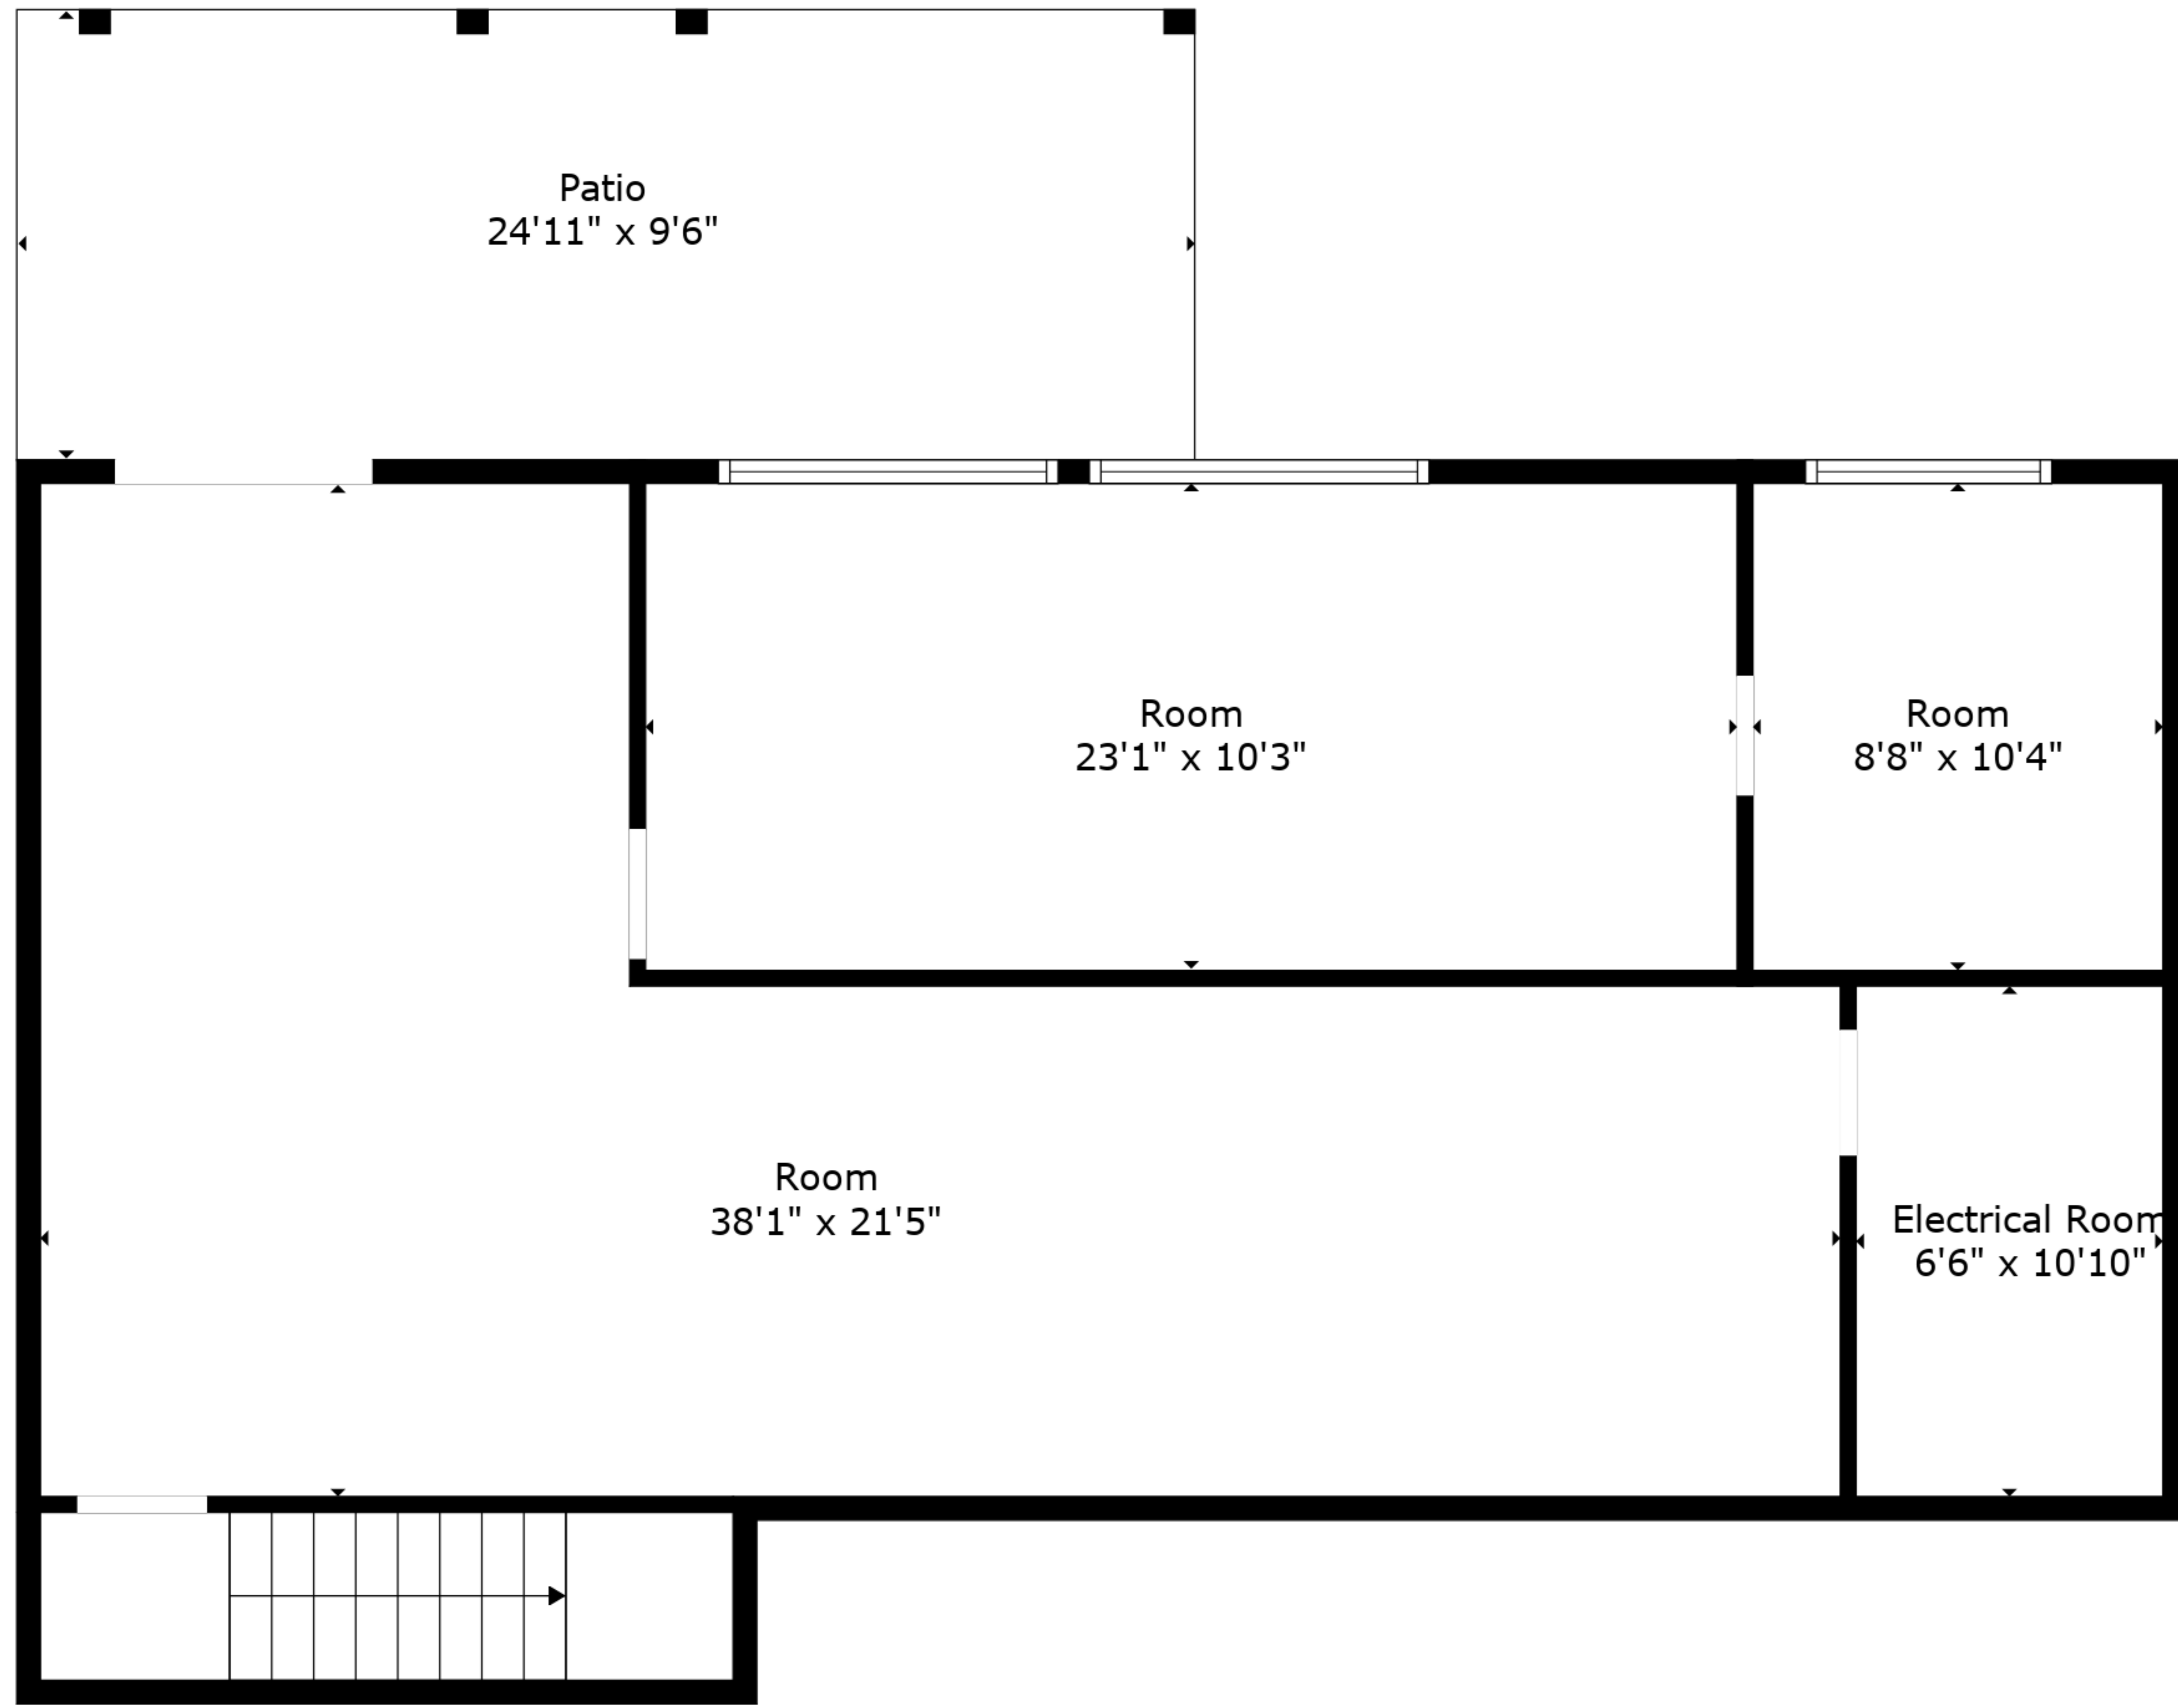 Patio
24'11" x 9'6"
Room
23'1" x 10'3"
Room
8'8" x 10'4"
Room
38'1" x 21'5"
Electrical Room
6'6" x 10'10"